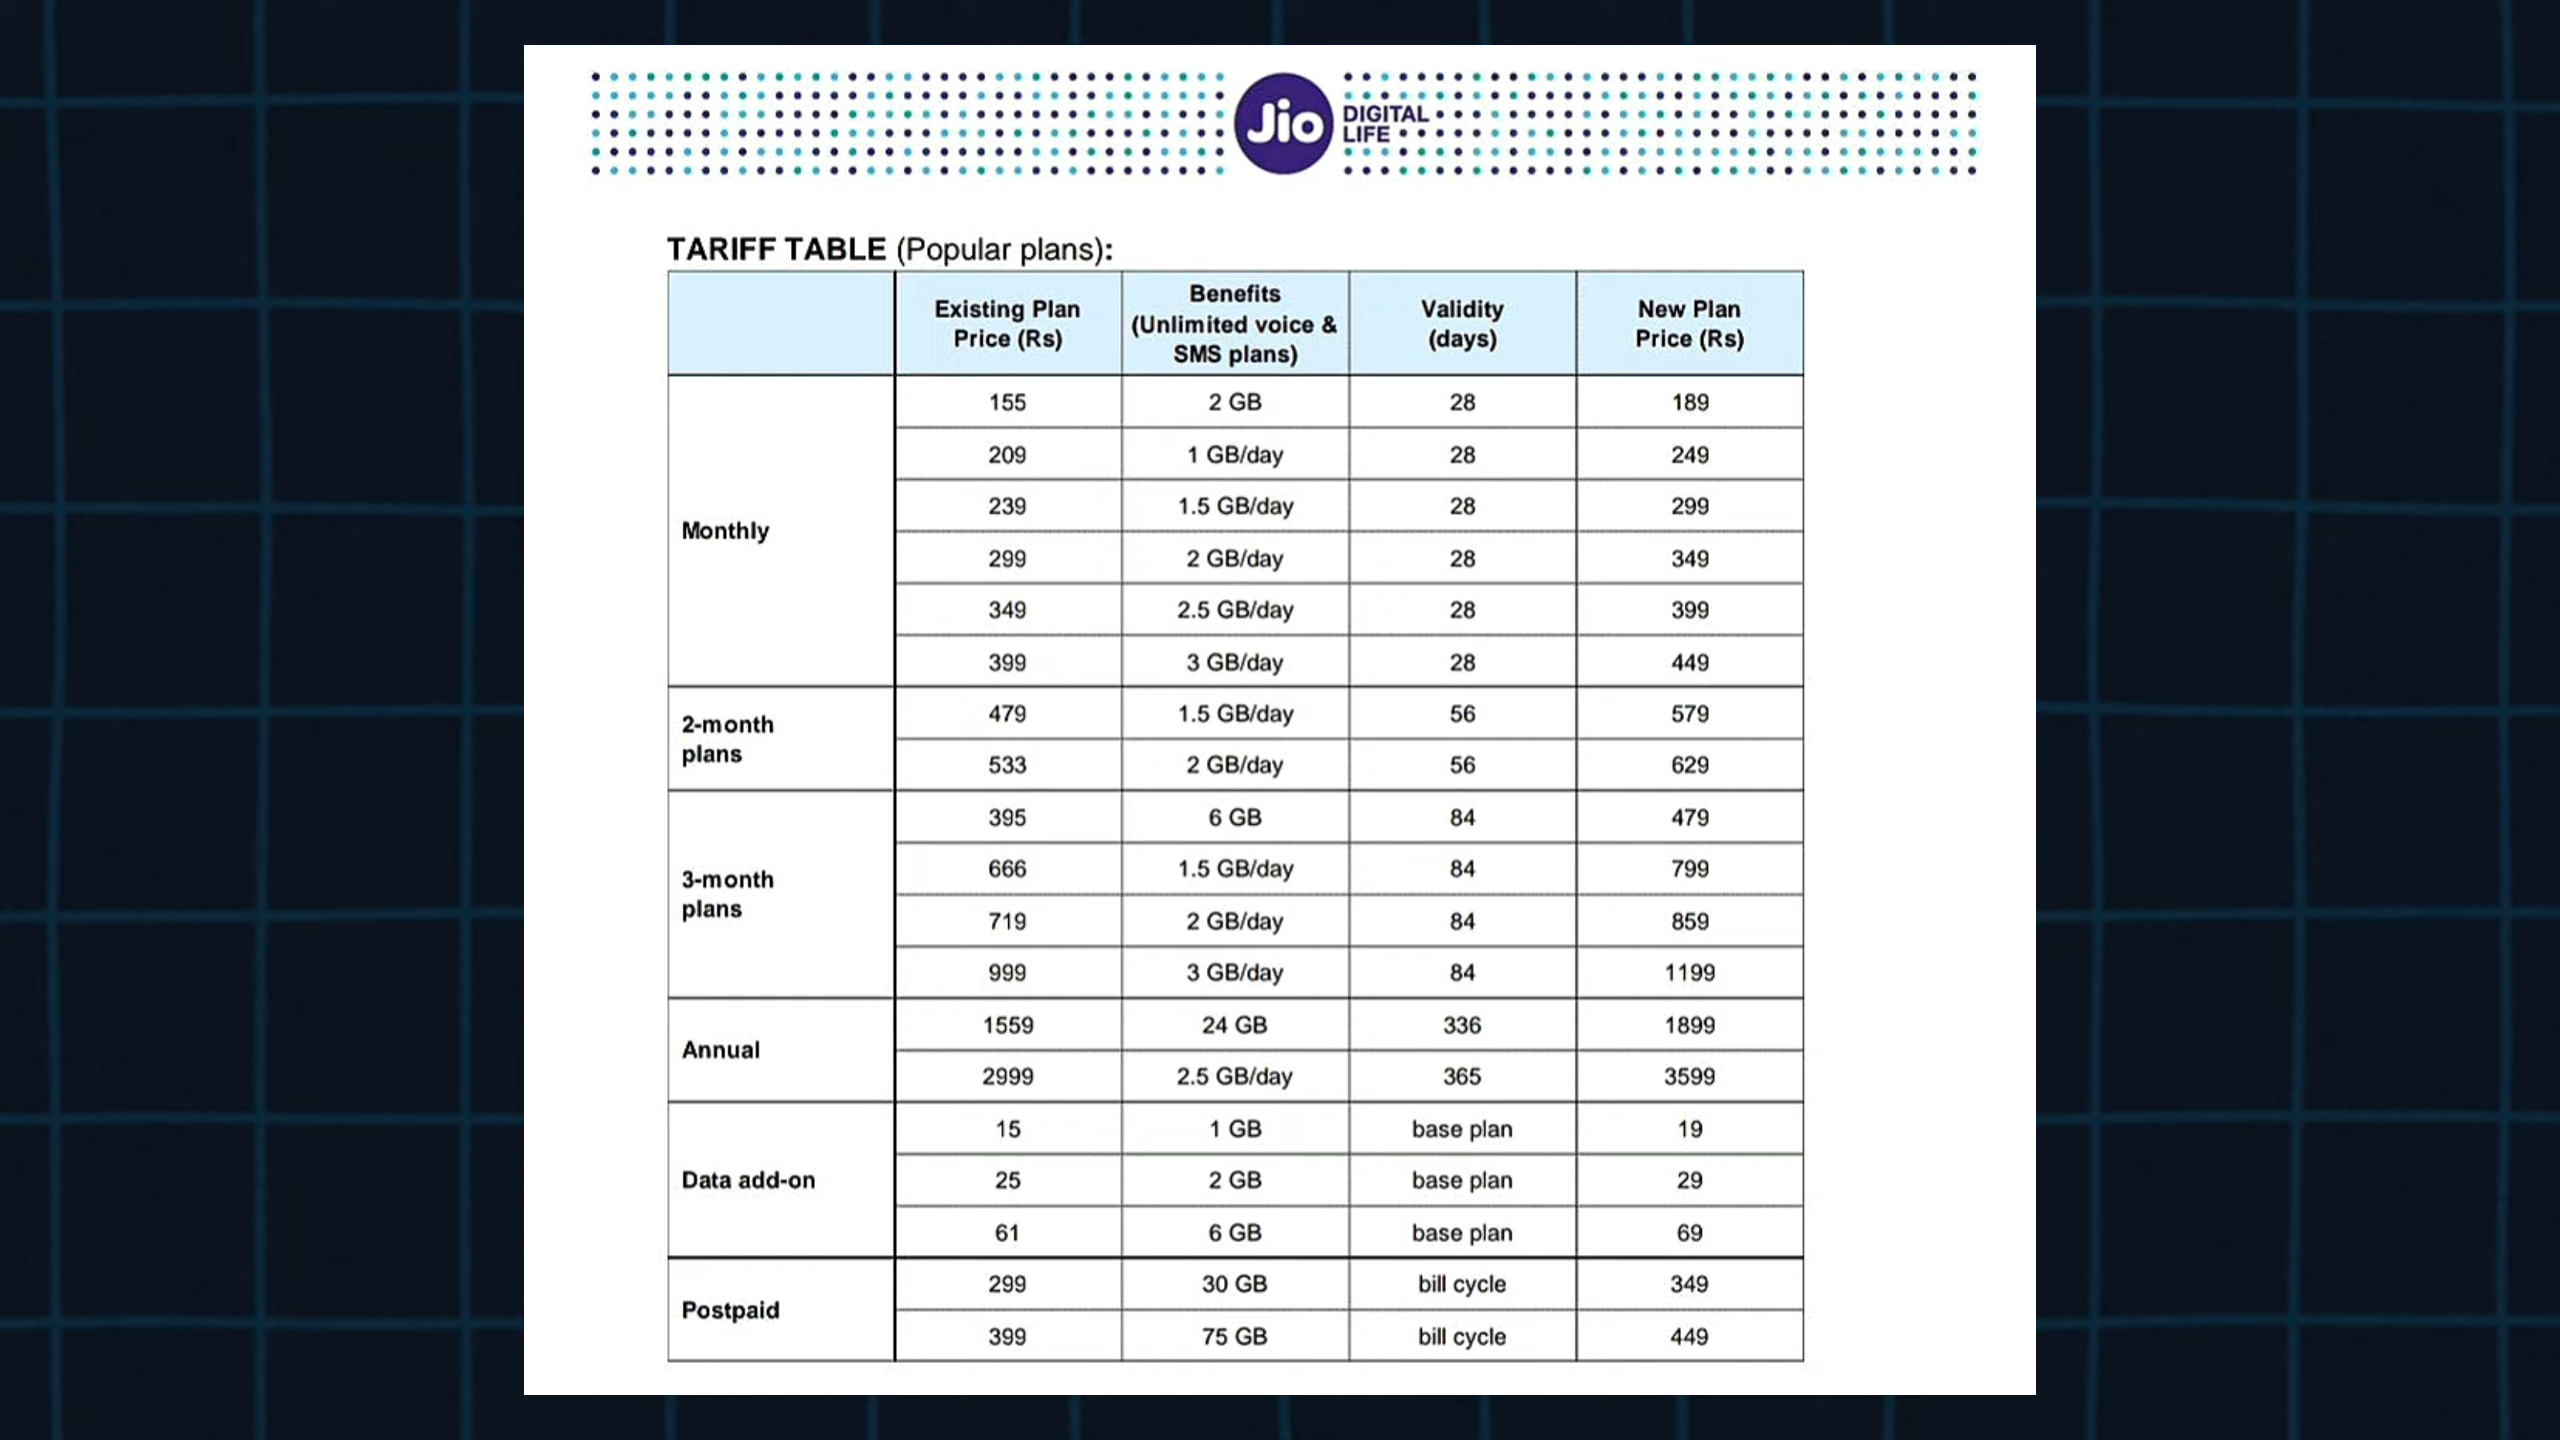 Jio DIGITAL
LIFE
TARIFF TABLE (Popular plans):
Existing Plan Price (Rs) Benefits (Unlimited voice & SMS plans) Validity (days) New Plan Price (Rs)
Monthly
155 2 GB 28 189
209 1 GB/day 28 249
239 1.5 GB/day 28 299
299 2 GB/day 28 349
349 2.5 GB/day 28 399
399 3 GB/day 28 449
2-month
plans
479 1.5 GB/day 56 579
533 2 GB/day 56 629
3-month
plans
395 6 GB 84 479
666 1.5 GB/day 84 799
719 2 GB/day 84 859
999 3 GB/day 84 1199
Annual
1559 24 GB 336 1899
2999 2.5 GB/day 365 3599
Data add-on
15 1 GB base plan 19
25 2 GB base plan 29
61 6 GB base plan 69
Postpaid
299 30 GB bill cycle 349
399 75 GB bill cycle 449